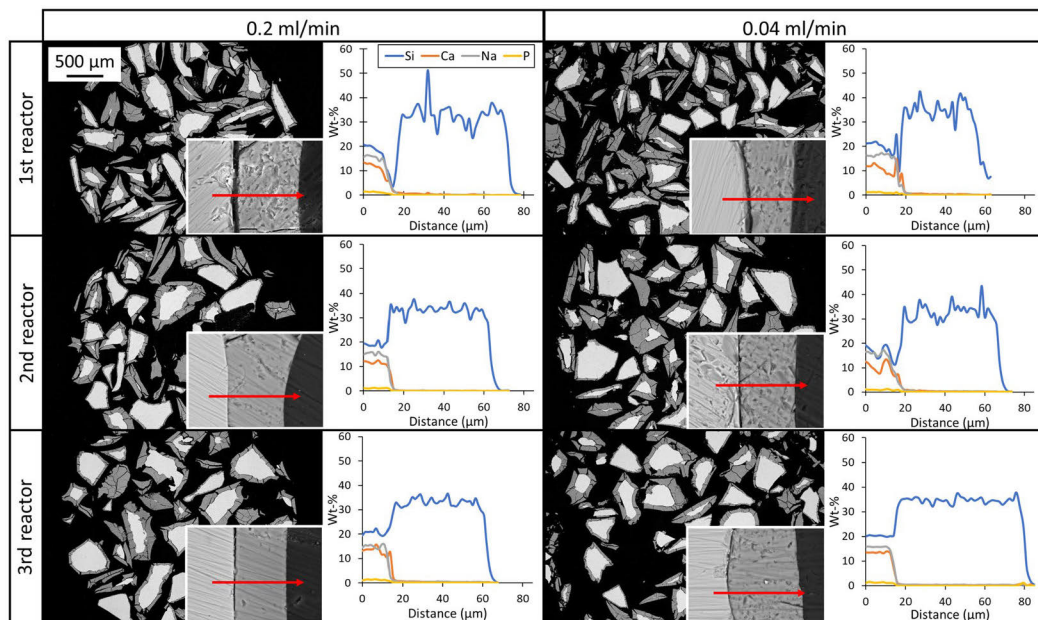 0.2 ml/min
0.04 ml/min
1st reactor
500 µm
Si Ca Na P
Wt-%
60
50
40
30
20
10
0
0 20 40 60 80
Distance (µm)
Wt-%
60
50
40
30
20
10
0
0 20 40 60 80
Distance (µm)
2nd reactor
Wt-%
60
50
40
30
20
10
0
0 20 40 60 80
Distance (µm)
Wt-%
60
50
40
30
20
10
0
0 20 40 60 80
Distance (µm)
3rd reactor
Wt-%
60
50
40
30
20
10
0
0 20 40 60 80
Distance (µm)
Wt-%
60
50
40
30
20
10
0
0 20 40 60 80
Distance (µm)